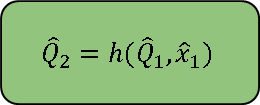 Q̂₂ = h(Q̂₁, x̂₁)